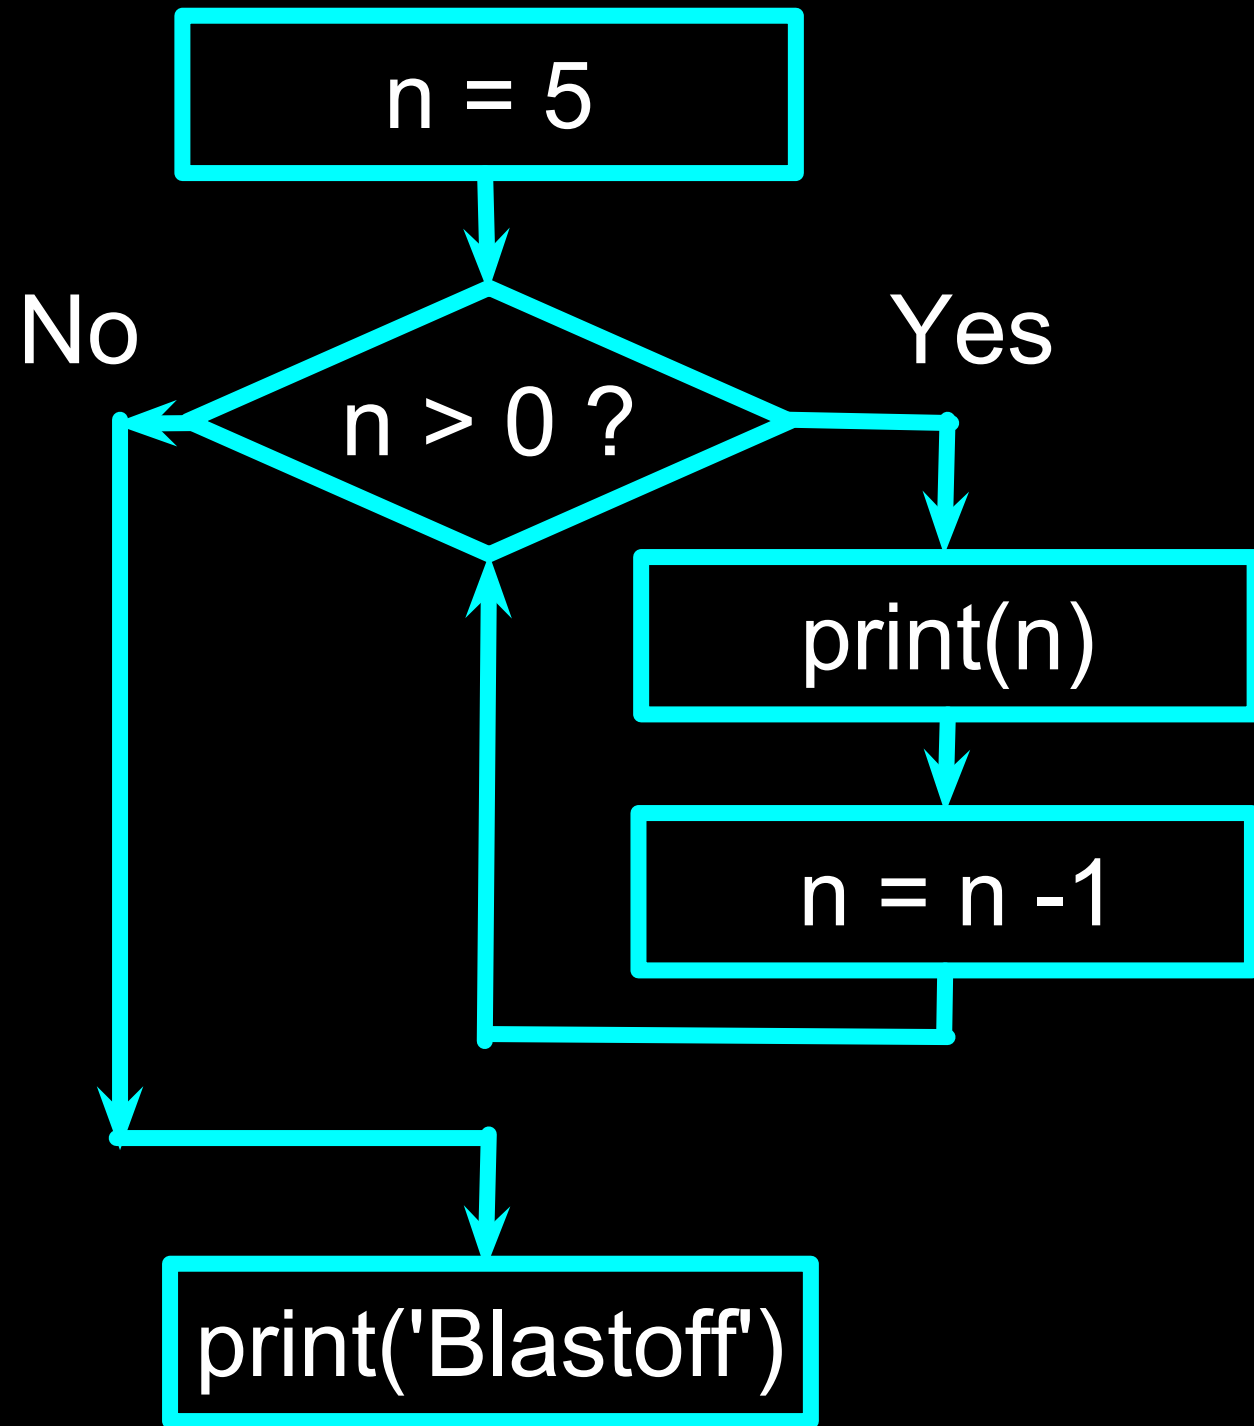 n = 5
No
Yes
n > 0 ?
print(n)
n = n -1
print('Blastoff')